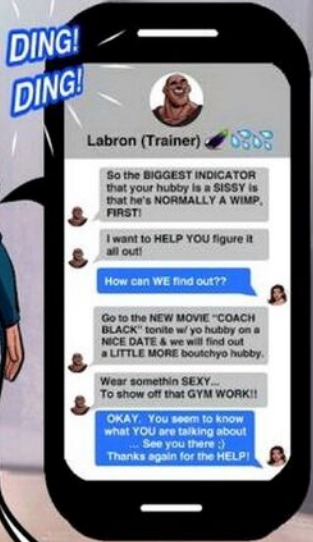 DING!
DING!
Labron (Trainer) 🍆💦💦
So the BIGGEST INDICATOR
that your hubby is a SISSY is
that he's NORMALLY A WIMP,
FIRST!
I want to HELP YOU figure it
all out!
How can WE find out??
Go to the NEW MOVIE "COACH
BLACK" tonite w/ yo hubby on a
NICE DATE & we will find out
a LITTLE MORE boutchyo hubby.
Wear somethin SEXY...
To show off that GYM WORK!!
OKAY. You seem to know
what YOU are talking about
... See you there ;)
Thanks again for the HELP!